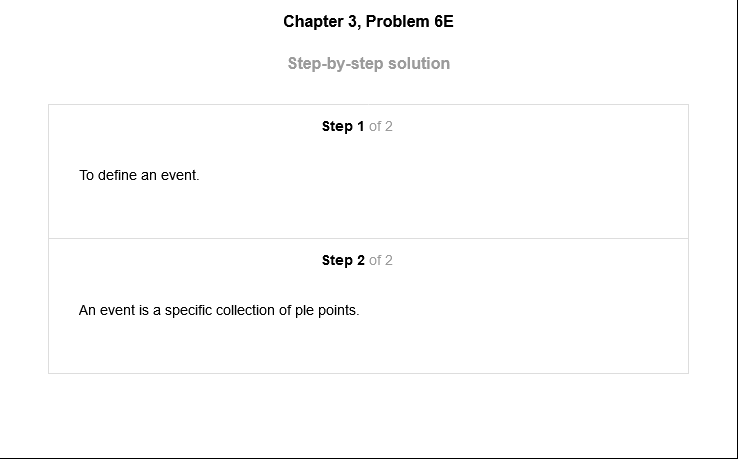 Chapter 3, Problem 6E
Step-by-step solution
Step 1 of 2
To define an event.
Step 2 of 2
An event is a specific collection of ple points.